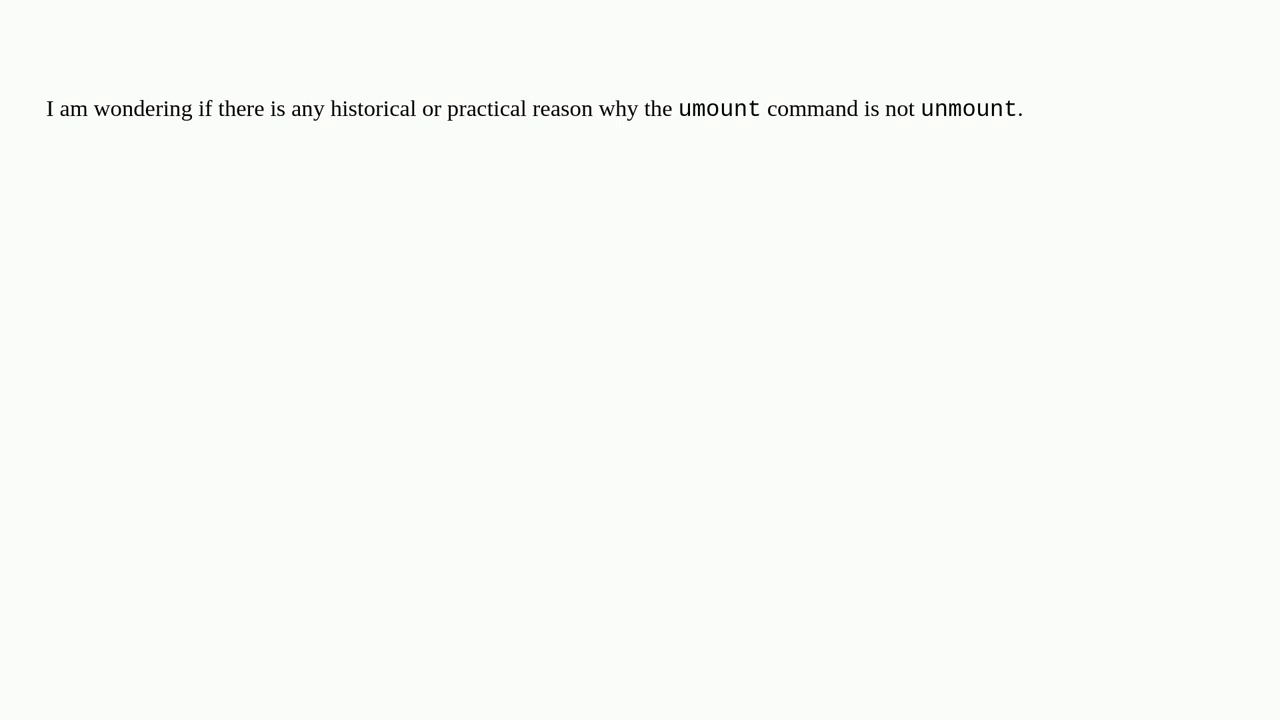 I am wondering if there is any historical or practical reason why the umount command is not unmount.